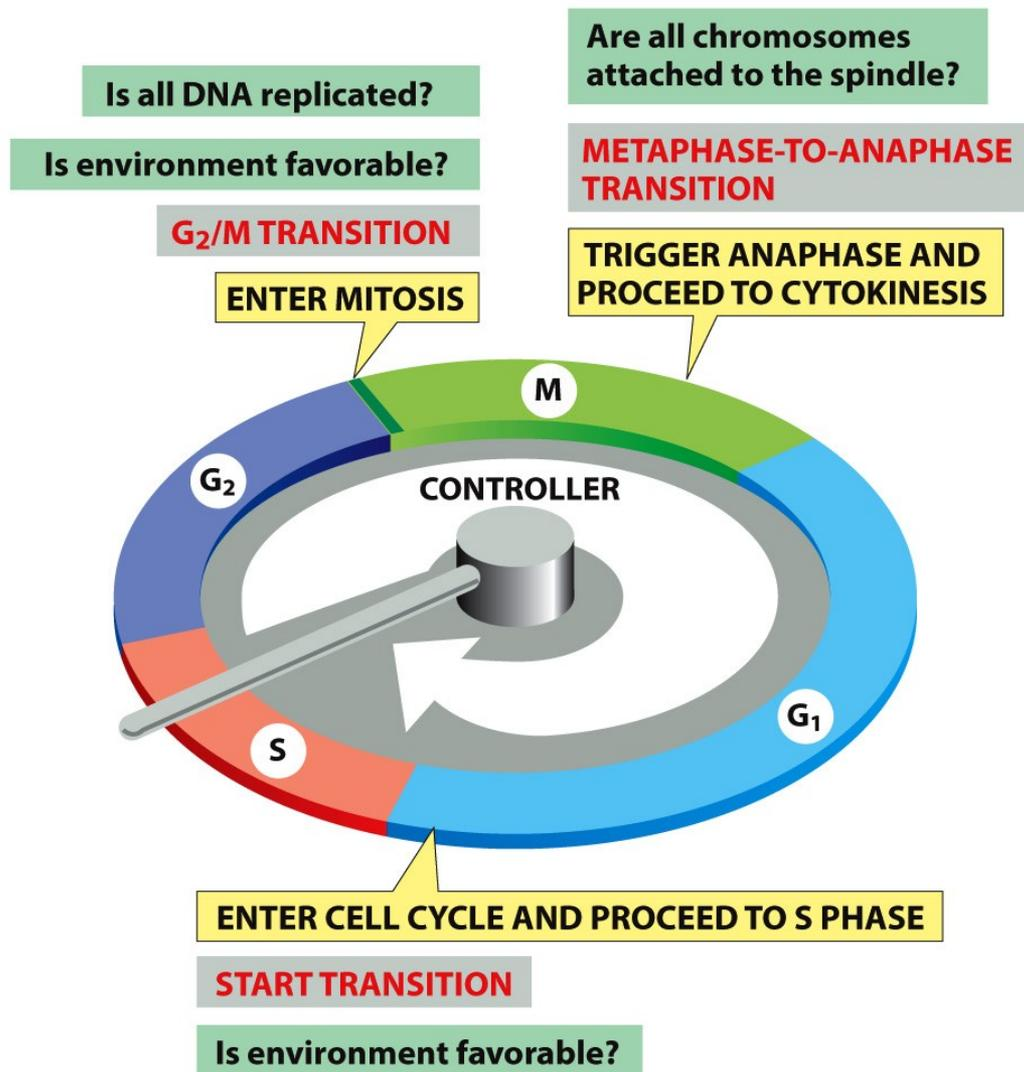 Is all DNA replicated?
Is environment favorable?
G₂/M TRANSITION
ENTER MITOSIS
Are all chromosomes
attached to the spindle?
METAPHASE-TO-ANAPHASE
TRANSITION
TRIGGER ANAPHASE AND
PROCEED TO CYTOKINESIS
M
G₂
CONTROLLER
G₁
S
ENTER CELL CYCLE AND PROCEED TO S PHASE
START TRANSITION
Is environment favorable?